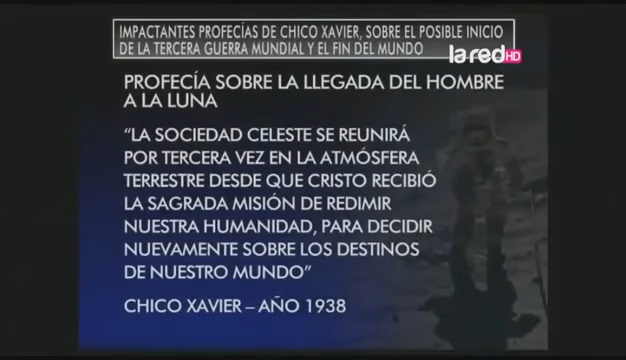 IMPACTANTES PROFECÍAS DE CHICO XAVIER, SOBRE EL POSIBLE INICIO
DE LA TERCERA GUERRA MUNDIAL Y EL FIN DEL MUNDO
la red HD
PROFECÍA SOBRE LA LLEGADA DEL HOMBRE
A LA LUNA
“LA SOCIEDAD CELESTE SE REUNIRÁ
POR TERCERA VEZ EN LA ATMÓSFERA
TERRESTRE DESDE QUE CRISTO RECIBIÓ
LA SAGRADA MISIÓN DE REDIMIR
NUESTRA HUMANIDAD, PARA DECIDIR
NUEVAMENTE SOBRE LOS DESTINOS
DE NUESTRO MUNDO”
CHICO XAVIER – AÑO 1938